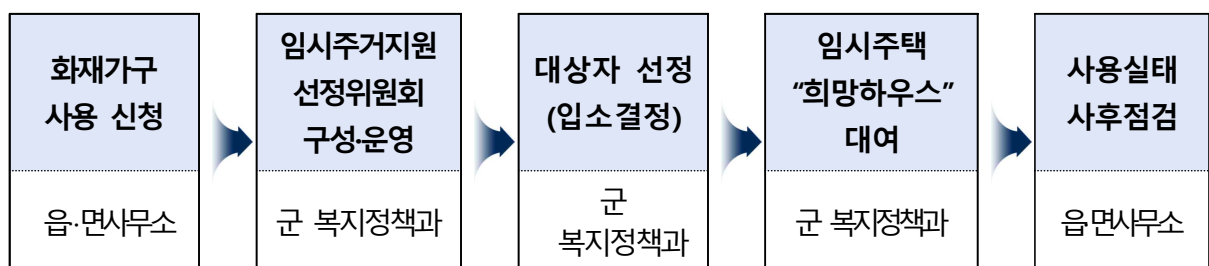 화재가구
사용 신청
읍·면사무소
임시주거지원
선정위원회
구성·운영
군 복지정책과
대상자 선정
(입소결정)
군
복지정책과
임시주택
“희망하우스”
대여
군 복지정책과
사용실태
사후점검
읍·면사무소